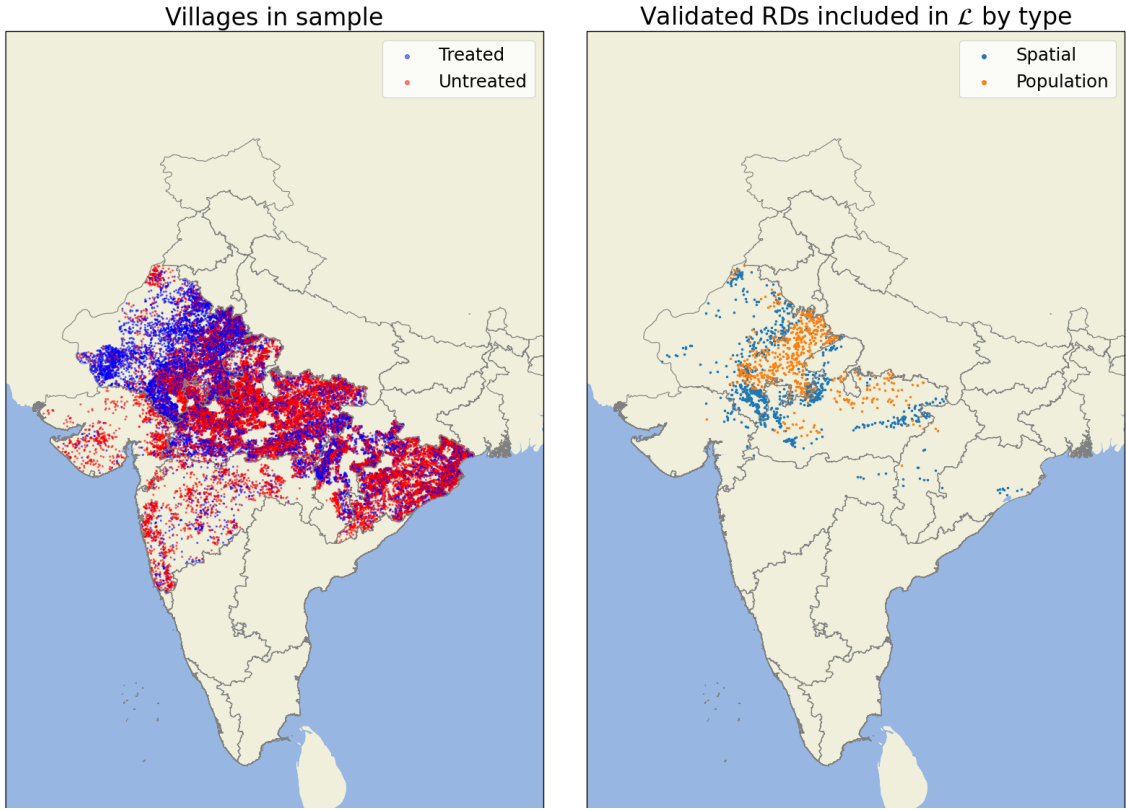 Villages in sample
Treated
Untreated
Validated RDs included in ℒ by type
Spatial
Population